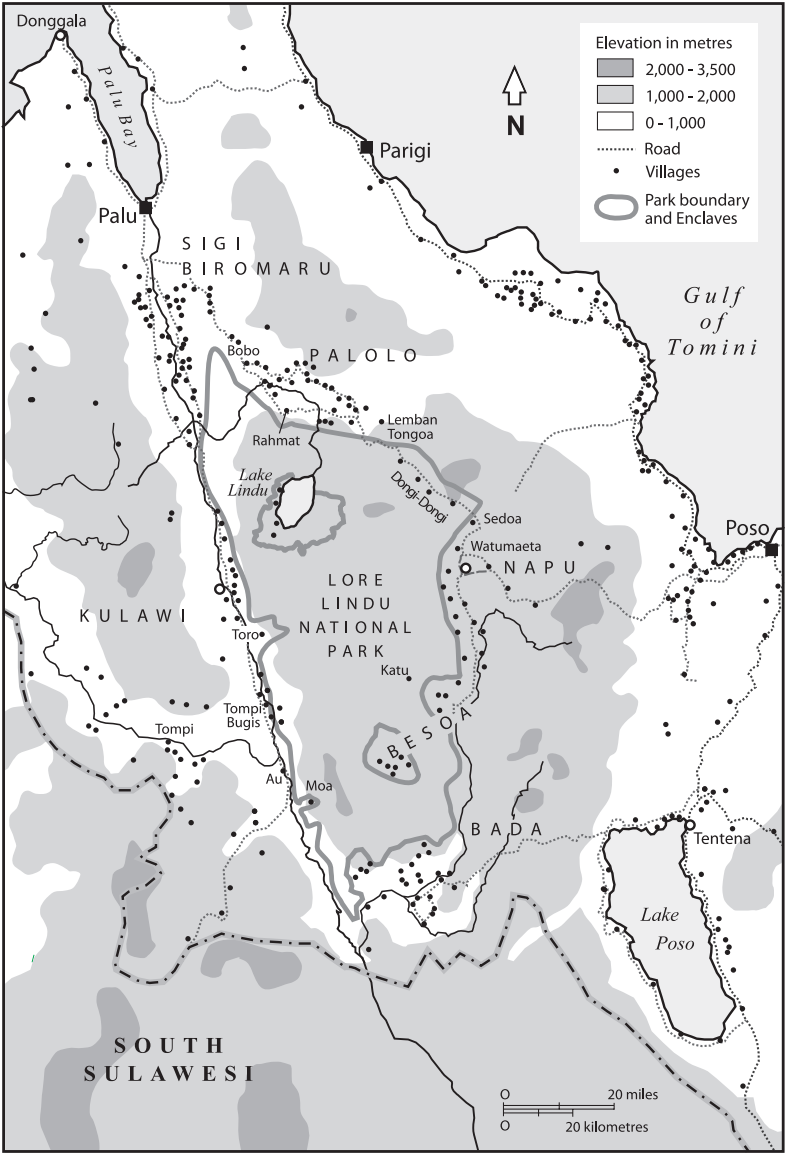 Donggala
Palu Bay
Elevation in metres
2,000 - 3,500
1,000 - 2,000
0 - 1,000
Road
Villages
Park boundary
and Enclaves
N
Parigi
Palu
SIGI
BIROMARU
Gulf
of
Tomini
Bobo
PALOLO
Rahmat
Lemban
Tongoa
Lake
Lindu
Dongi-Dongi
Sedoa
Watumaeta
NAPU
Poso
LORE
LINDU
NATIONAL
PARK
KULAWI
Toro
Katu
Tompi
Bugis
Tompi
BESOA
Au
Moa
BADA
Tentena
Lake
Poso
SOUTH
SULAWESI
0 20 miles
0 20 kilometres